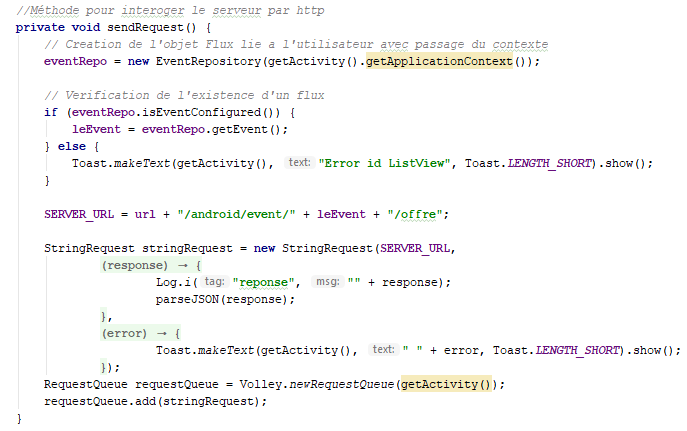 //Méthode pour interoger le serveur par http
private void sendRequest() {
    // Creation de l'objet Flux lie a l'utilisateur avec passage du contexte
    eventRepo = new EventRepository(getActivity().getApplicationContext());

    // Verification de l'existence d'un flux
    if (eventRepo.isEventConfigured()) {
        leEvent = eventRepo.getEvent();
    } else {
        Toast.makeText(getActivity(), text: "Error id ListView", Toast.LENGTH_SHORT).show();
    }

    SERVER_URL = url + "/android/event/" + leEvent + "/offre";

    StringRequest stringRequest = new StringRequest(SERVER_URL,
            (response) → {
                    Log.i( tag: "reponse", msg: "" + response);
                    parseJSON(response);
            },
            (error) → {
                    Toast.makeText(getActivity(), text: " " + error, Toast.LENGTH_SHORT).show();
            });
    RequestQueue requestQueue = Volley.newRequestQueue(getActivity());
    requestQueue.add(stringRequest);
}